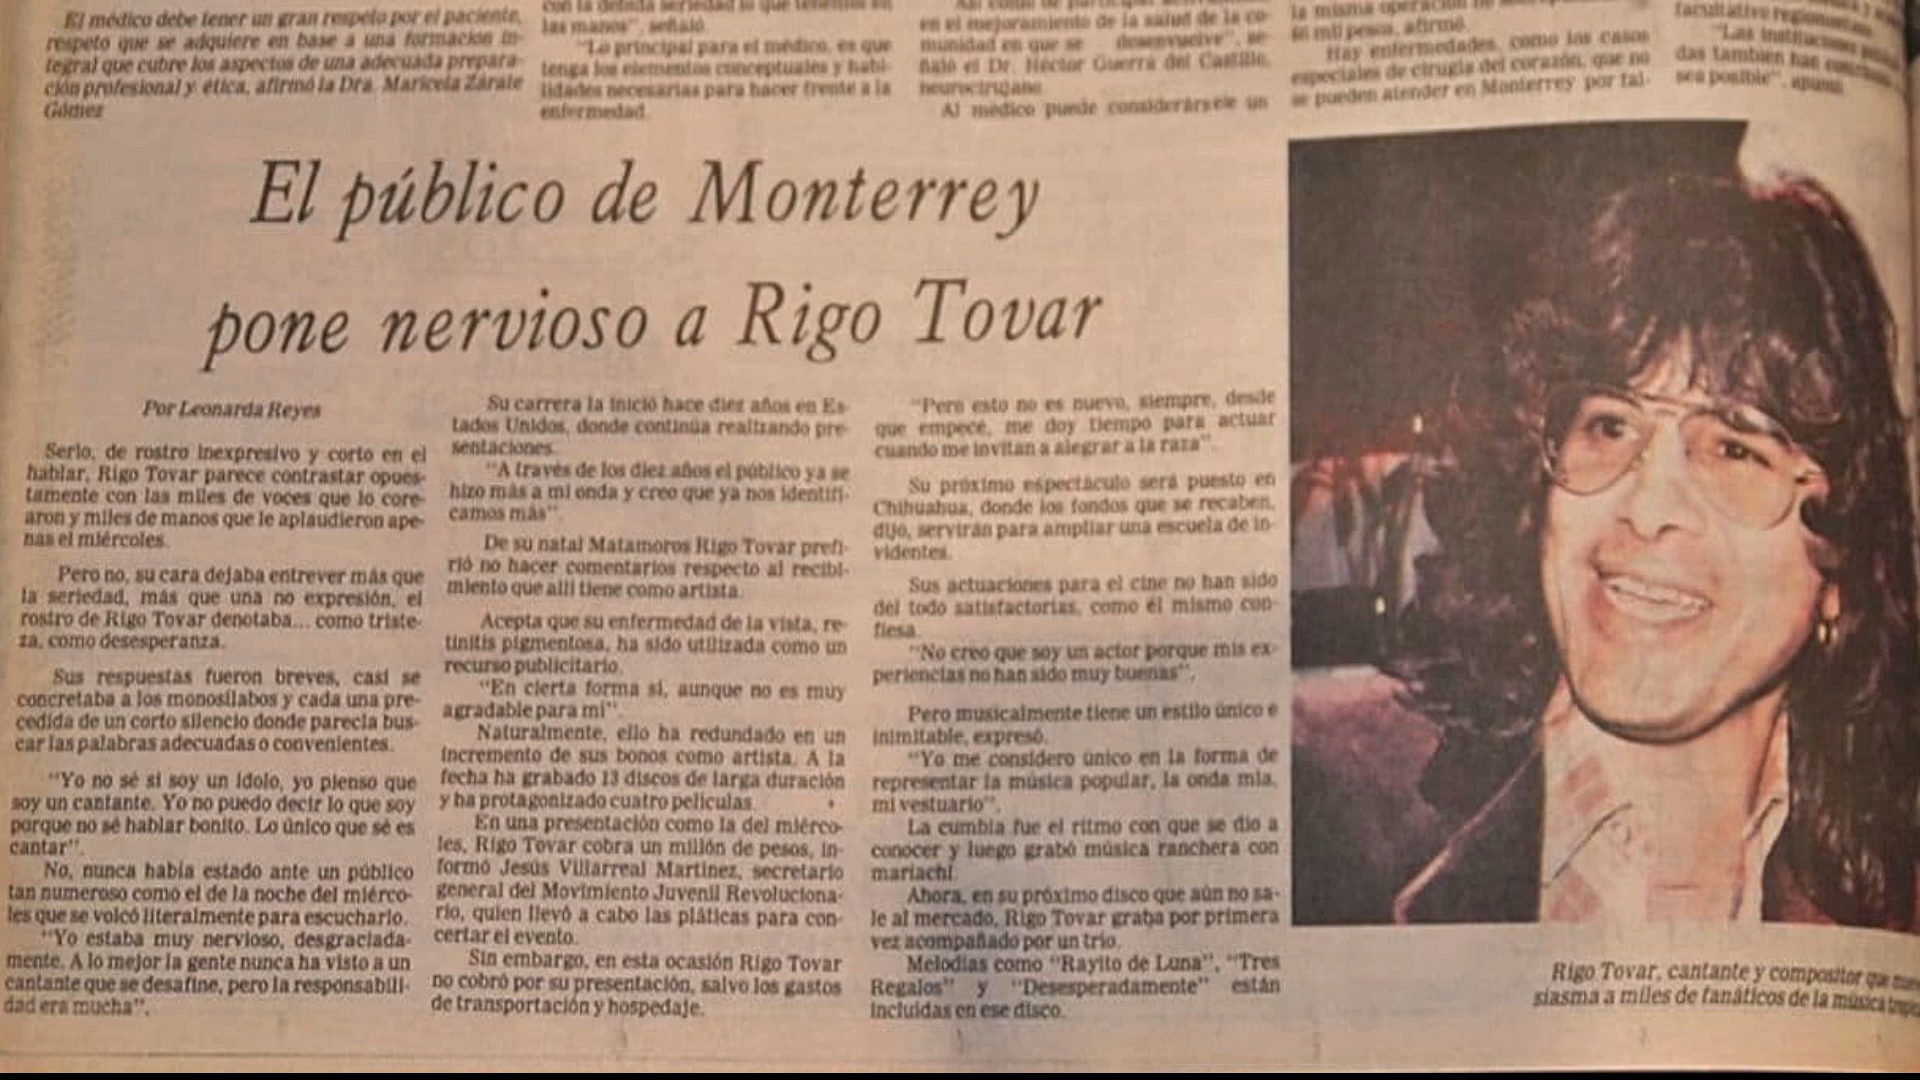 El médico debe tener un gran respeto por el paciente,
respeto que se adquiere en base a una formación in-
tegral que cubre los aspectos de una adecuada prepara-
ción profesional y ética, afirmó la Dra. Maricela Zárate
Gómez
con la debida seriedad lo que tenemos en
las manos", señaló.
"Lo principal para el médico, es que
tenga los elementos conceptuales y habi-
lidades necesarias para hacer frente a la
enfermedad.
en el mejoramiento de la salud de la co-
munidad en que se desenvuelve", se-
ñaló el Dr. Héctor Guerra del Castillo,
neurocirujano.
Al médico puede considerársele un
la misma operación
mil pesos, afirmó.
Hay enfermedades, como los casos
especiales de cirugía del corazón, que no
se pueden atender en Monterrey por tal-
facultativo
"Las instituciones
das también han
sea posible", apuntó
El público de Monterrey
pone nervioso a Rigo Tovar
Por Leonarda Reyes
Serio, de rostro inexpresivo y corto en el
hablar, Rigo Tovar parece contrastar opues-
tamente con las miles de voces que lo core-
aron y miles de manos que le aplaudieron ape-
nas el miércoles.
Pero no, su cara dejaba entrever más que
la seriedad, más que una no expresión, el
rostro de Rigo Tovar denotaba... como triste-
za, como desesperanza.
Sus respuestas fueron breves, casi se
concretaba a los monosílabos y cada una pre-
cedida de un corto silencio donde parecía bus-
car las palabras adecuadas o convenientes.
"Yo no sé si soy un ídolo, yo pienso que
soy un cantante. Yo no puedo decir lo que soy
porque no sé hablar bonito. Lo único que sé es
cantar".
No, nunca había estado ante un público
tan numeroso como el de la noche del miérco-
les que se volcó literalmente para escucharlo.
"Yo estaba muy nervioso, desgraciada-
mente. A lo mejor la gente nunca ha visto a un
cantante que se desafine, pero la responsabili-
dad era mucha".
Su carrera la inició hace diez años en Es-
tados Unidos, donde continúa realizando pre-
sentaciones.
"A través de los diez años el público ya se
hizo más a mi onda y creo que ya nos identifi-
camos más".
De su natal Matamoros Rigo Tovar prefi-
rió no hacer comentarios respecto al recibi-
miento que allí tiene como artista.
Acepta que su enfermedad de la vista, re-
tinitis pigmentosa, ha sido utilizada como un
recurso publicitario.
"En cierta forma sí, aunque no es muy
agradable para mí".
Naturalmente, ello ha redundado en un
incremento de sus bonos como artista. A la
fecha ha grabado 13 discos de larga duración
y ha protagonizado cuatro películas.
En una presentación como la del miérco-
les, Rigo Tovar cobra un millón de pesos, in-
formó Jesús Villarreal Martínez, secretario
general del Movimiento Juvenil Revoluciona-
rio, quien llevó a cabo las pláticas para con-
certar el evento.
Sin embargo, en esta ocasión Rigo Tovar
no cobró por su presentación, salvo los gastos
de transportación y hospedaje.
"Pero esto no es nuevo, siempre, desde
que empecé, me doy tiempo para actuar
cuando me invitan a alegrar a la raza".
Su próximo espectáculo será puesto en
Chihuahua, donde los fondos que se recaben,
dijo, servirán para ampliar una escuela de in-
videntes.
Sus actuaciones para el cine no han sido
del todo satisfactorias, como él mismo con-
fiesa.
"No creo que soy un actor porque mis ex-
periencias no han sido muy buenas".
Pero musicalmente tiene un estilo único e
inimitable, expresó.
"Yo me considero único en la forma de
representar la música popular, la onda mía,
mi vestuario".
La cumbia fue el ritmo con que se dio a
conocer y luego grabó música ranchera con
mariachi.
Ahora, en su próximo disco que aún no sa-
le al mercado, Rigo Tovar graba por primera
vez acompañado por un trío.
Melodías como "Rayito de Luna", "Tres
Regalos" y "Desesperadamente" están
incluidas en ese disco.
Rigo Tovar, cantante y compositor que
siasma a miles de fanáticos de la música